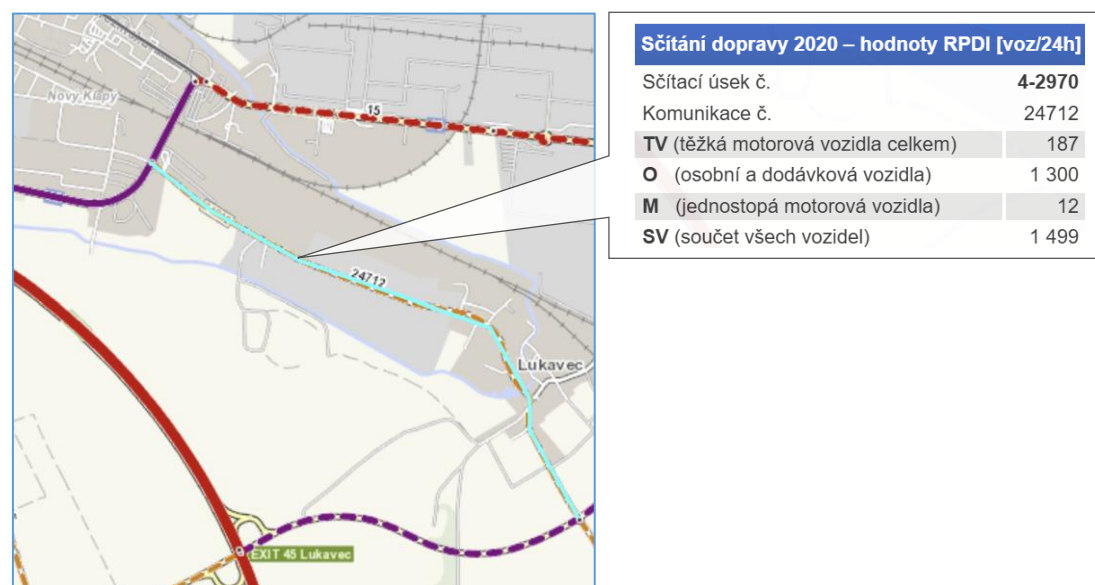 Nový Klapý
15
24712
Lukavec
EXIT 45 Lukavec
Sčítání dopravy 2020 – hodnoty RPDI [voz/24h]
Sčítací úsek č. 4-2970
Komunikace č. 24712
TV (těžká motorová vozidla celkem) 187
O (osobní a dodávková vozidla) 1 300
M (jednostopá motorová vozidla) 12
SV (součet všech vozidel) 1 499